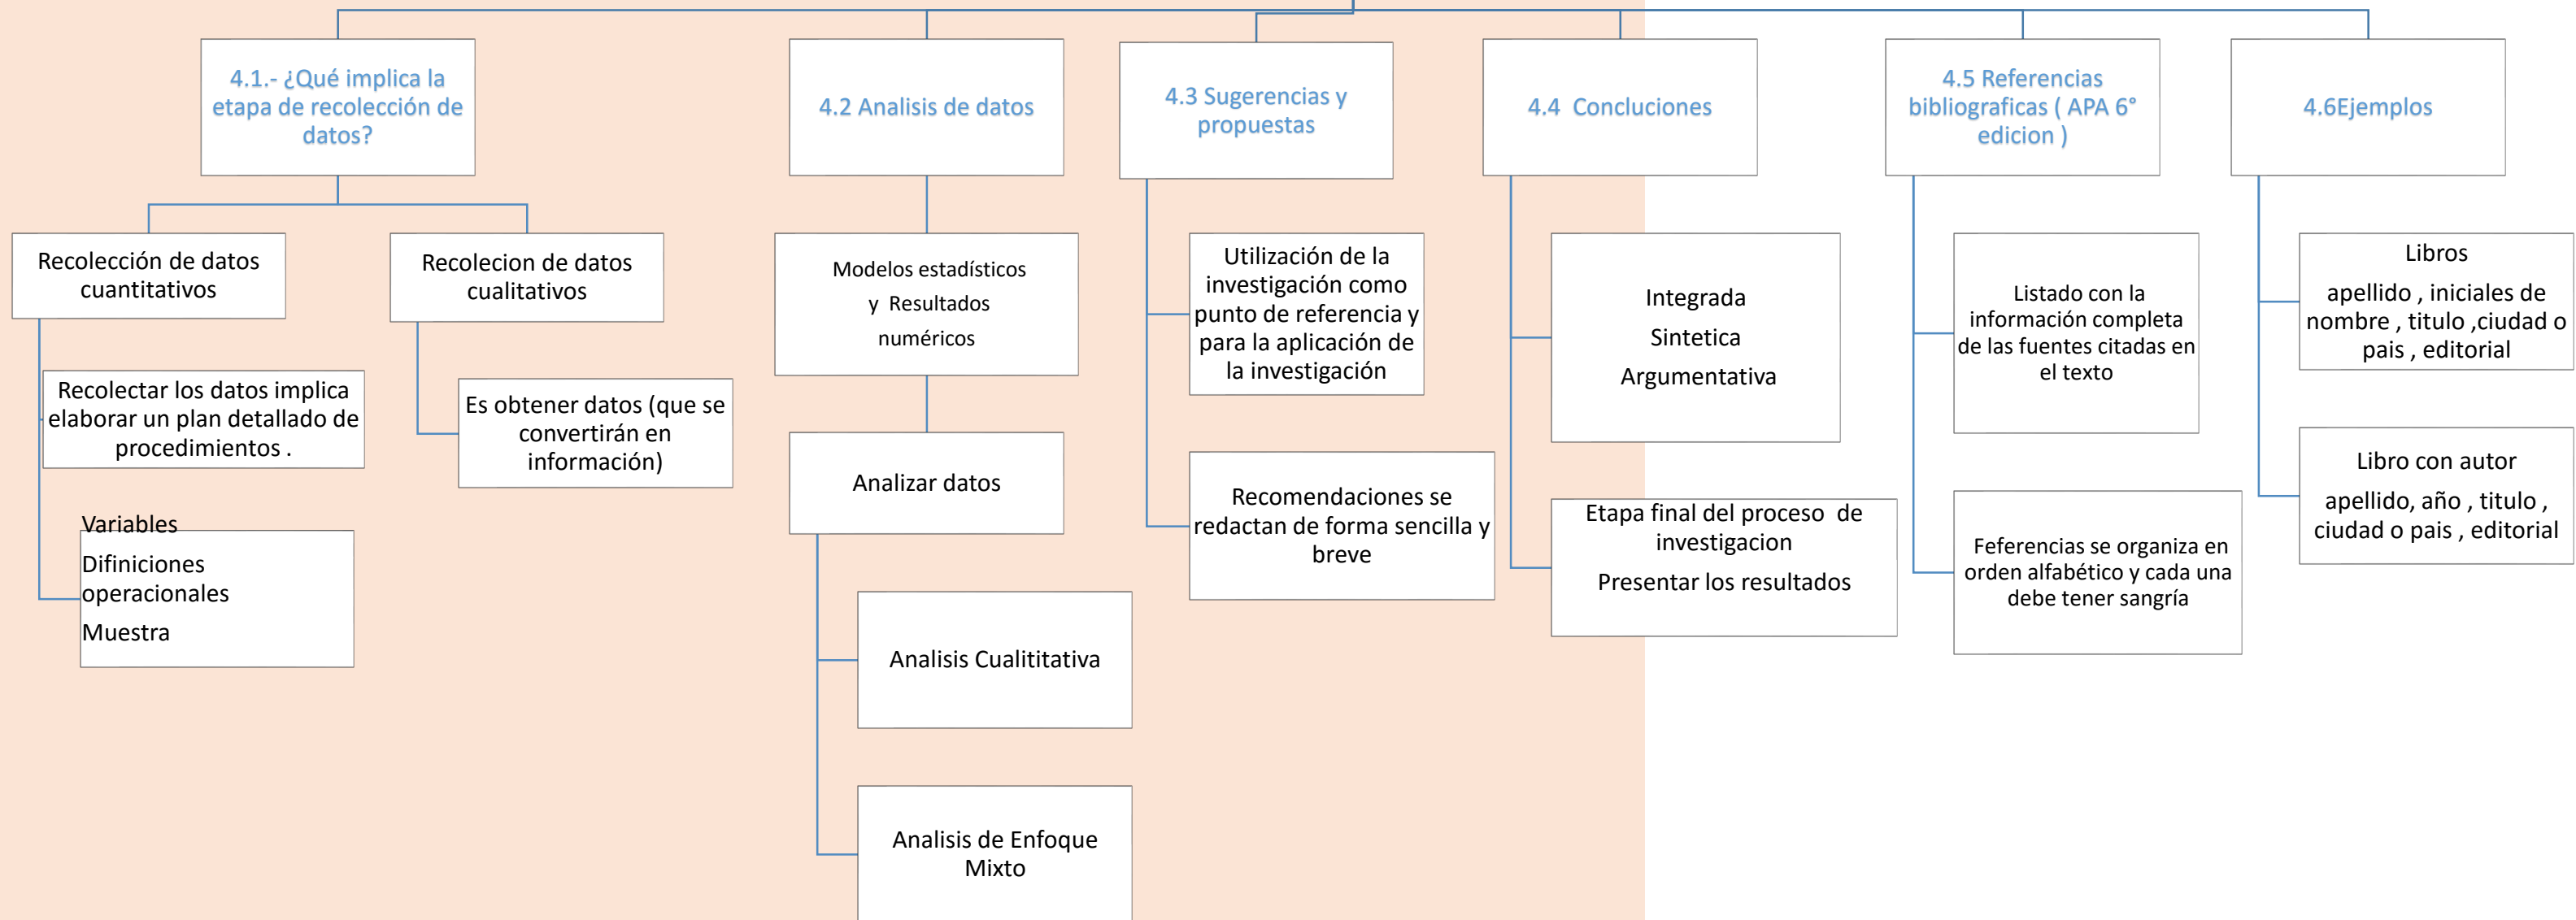 4.1.- ¿Qué implica la
etapa de recolección de
datos?
Recolección de datos
cuantitativos
Recolectar los datos implica
elaborar un plan detallado de
procedimientos .
Variables
Difiniciones
operacionales
Muestra
Recolecion de datos
cualitativos
Es obtener datos (que se
convertirán en
información)
4.2 Analisis de datos
Modelos estadísticos
y Resultados
numéricos
Analizar datos
Analisis Cualititativa
Analisis de Enfoque
Mixto
4.3 Sugerencias y
propuestas
Utilización de la
investigación como
punto de referencia y
para la aplicación de
la investigación
Recomendaciones se
redactan de forma sencilla y
breve
4.4 Concluciones
Integrada
Sintetica
Argumentativa
Etapa final del proceso de
investigacion
Presentar los resultados
4.5 Referencias
bibliograficas ( APA 6°
edicion )
Listado con la
información completa
de las fuentes citadas en
el texto
Feferencias se organiza en
orden alfabético y cada una
debe tener sangría
4.6Ejemplos
Libros
apellido , iniciales de
nombre , titulo ,ciudad o
pais , editorial
Libro con autor
apellido, año , titulo ,
ciudad o pais , editorial